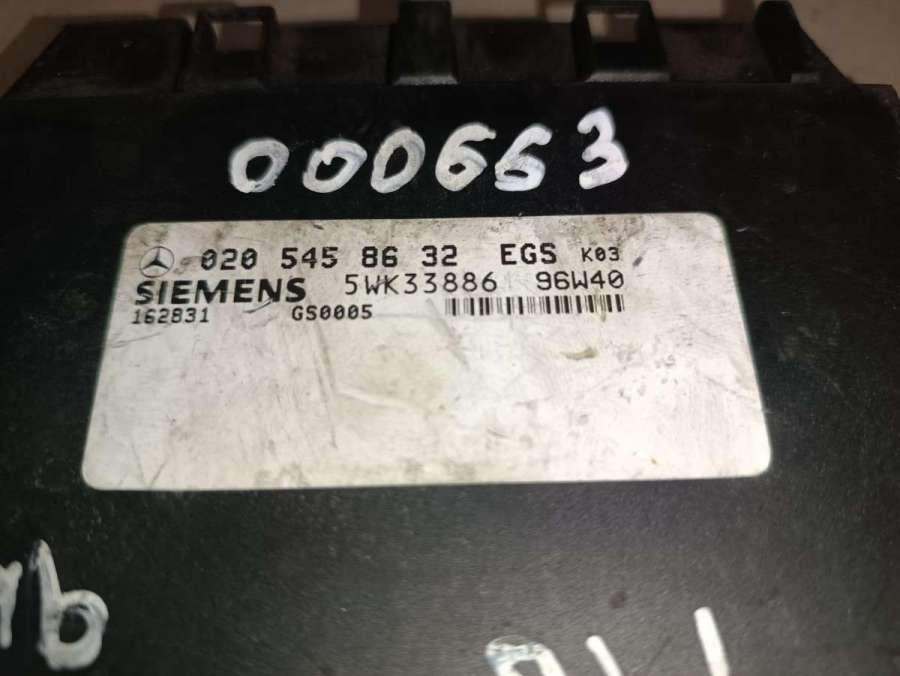 000663
020 545 86 32 EGS K03
SIEMENS 5WK33886 96W40
162831 GS0005